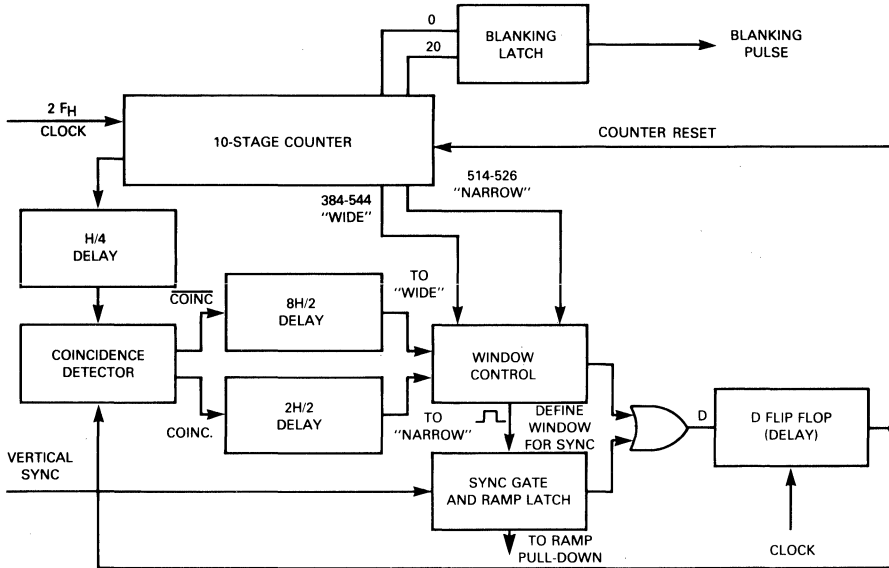 0
20
BLANKING
LATCH
BLANKING
PULSE
2 FH
CLOCK
10-STAGE COUNTER
COUNTER RESET
384-544
"WIDE"
514-526
"NARROW"
H/4
DELAY
COINC
8H/2
DELAY
TO
"WIDE"
COINCIDENCE
DETECTOR
WINDOW
CONTROL
COINC.
2H/2
DELAY
TO
"NARROW"
DEFINE
WINDOW
FOR SYNC
D
D FLIP FLOP
(DELAY)
VERTICAL
SYNC
SYNC GATE
AND RAMP LATCH
TO RAMP
PULL-DOWN
CLOCK